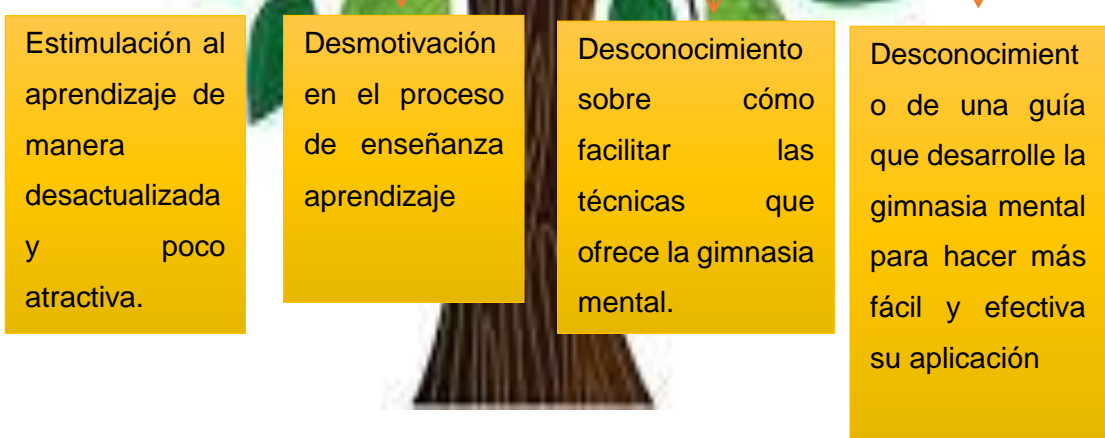 Estimulación al
aprendizaje de
manera
desactualizada
y poco
atractiva.
Desmotivación
en el proceso
de enseñanza
aprendizaje
Desconocimiento
sobre cómo
facilitar las
técnicas que
ofrece la gimnasia
mental.
Desconocimient
o de una guía
que desarrolle la
gimnasia mental
para hacer más
fácil y efectiva
su aplicación